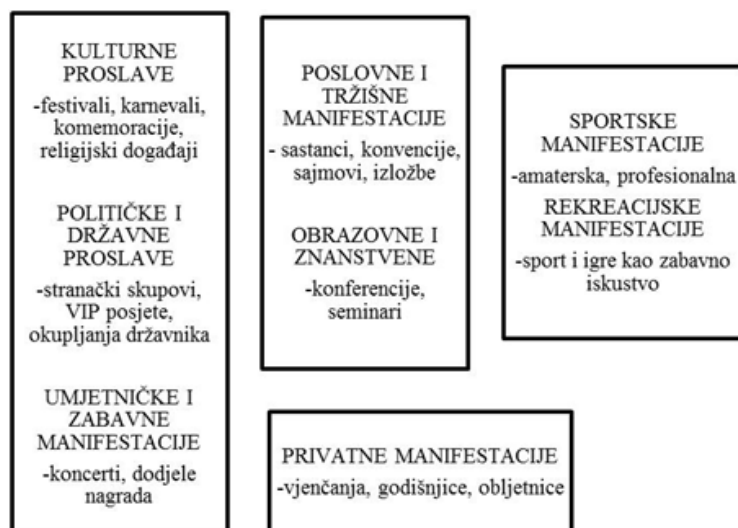 KULTURNE
PROSLAVE
-festivali, karnevali,
komemoracije,
religijski događaji
POLITIČKE I
DRŽAVNE
PROSLAVE
-stranački skupovi,
VIP posjete,
okupljanja državnika
UMJETNIČKE I
ZABAVNE
MANIFESTACIJE
-koncerti, dodjele
nagrada
POSLOVNE I
TRŽIŠNE
MANIFESTACIJE
- sastanci, konvencije,
sajmovi, izložbe
OBRAZOVNE I
ZNANSTVENE
-konferencije,
seminari
SPORTSKE
MANIFESTACIJE
-amaterska, profesionalna
REKREACIJSKE
MANIFESTACIJE
-sport i igre kao zabavno
iskustvo
PRIVATNE MANIFESTACIJE
-vjenčanja, godišnjice, obljetnice